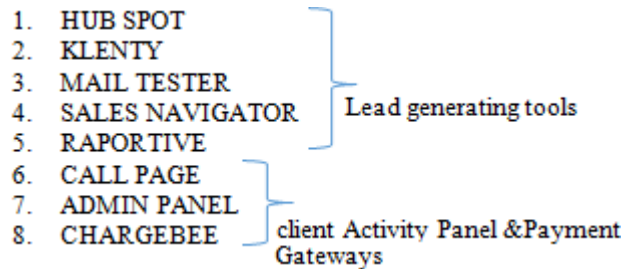 1. HUB SPOT
2. KLENTY
3. MAIL TESTER
4. SALES NAVIGATOR
5. RAPORTIVE
Lead generating tools
6. CALL PAGE
7. ADMIN PANEL
8. CHARGEBEE
client Activity Panel &Payment
Gateways